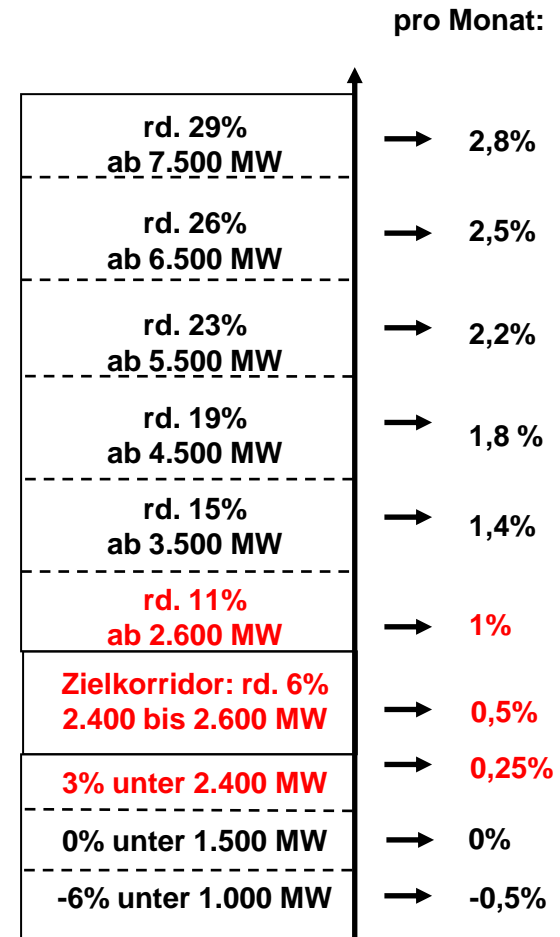 pro Monat:
rd. 29%
ab 7.500 MW
2,8%
rd. 26%
ab 6.500 MW
2,5%
rd. 23%
ab 5.500 MW
2,2%
rd. 19%
ab 4.500 MW
1,8 %
rd. 15%
ab 3.500 MW
1,4%
rd. 11%
ab 2.600 MW
1%
Zielkorridor: rd. 6%
2.400 bis 2.600 MW
0,5%
3% unter 2.400 MW
0,25%
0% unter 1.500 MW
0%
-6% unter 1.000 MW
-0,5%